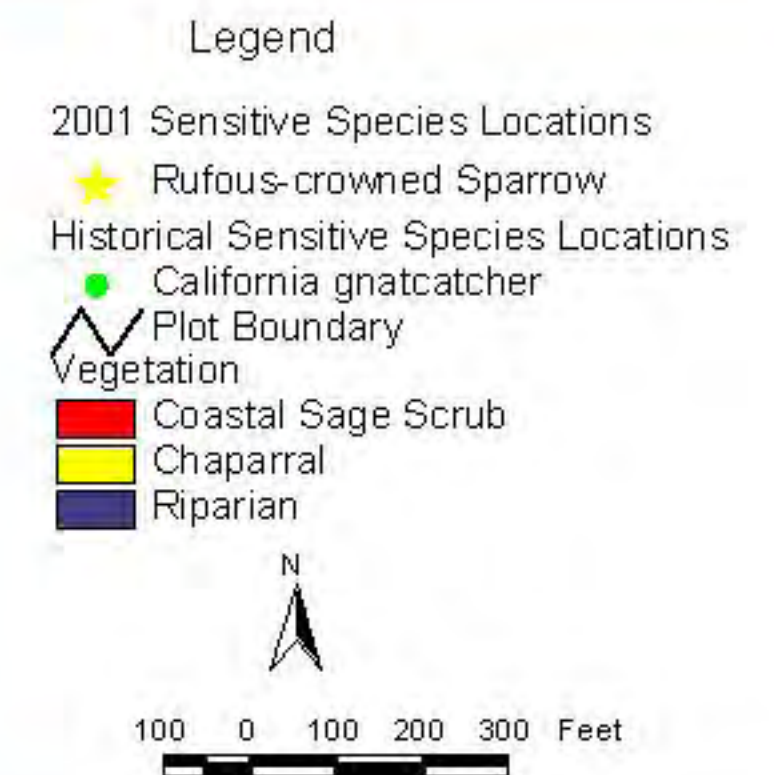 Legend
2001 Sensitive Species Locations
Rufous-crowned Sparrow
Historical Sensitive Species Locations
California gnatcatcher
Plot Boundary
Vegetation
Coastal Sage Scrub
Chaparral
Riparian
N
100 0 100 200 300 Feet